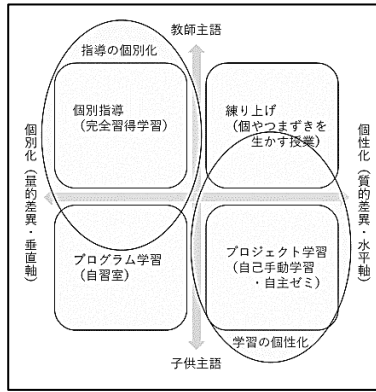 教師主語
指導の個別化
個別指導
(完全習得学習)
練り上げ
(個やつまずきを
生かす授業)
個別化(量的差異・垂直軸)
個性化(質的差異・水平軸)
プログラム学習
(自習室)
プロジェクト学習
(自己手動学習
・自主ゼミ)
学習の個性化
子供主語